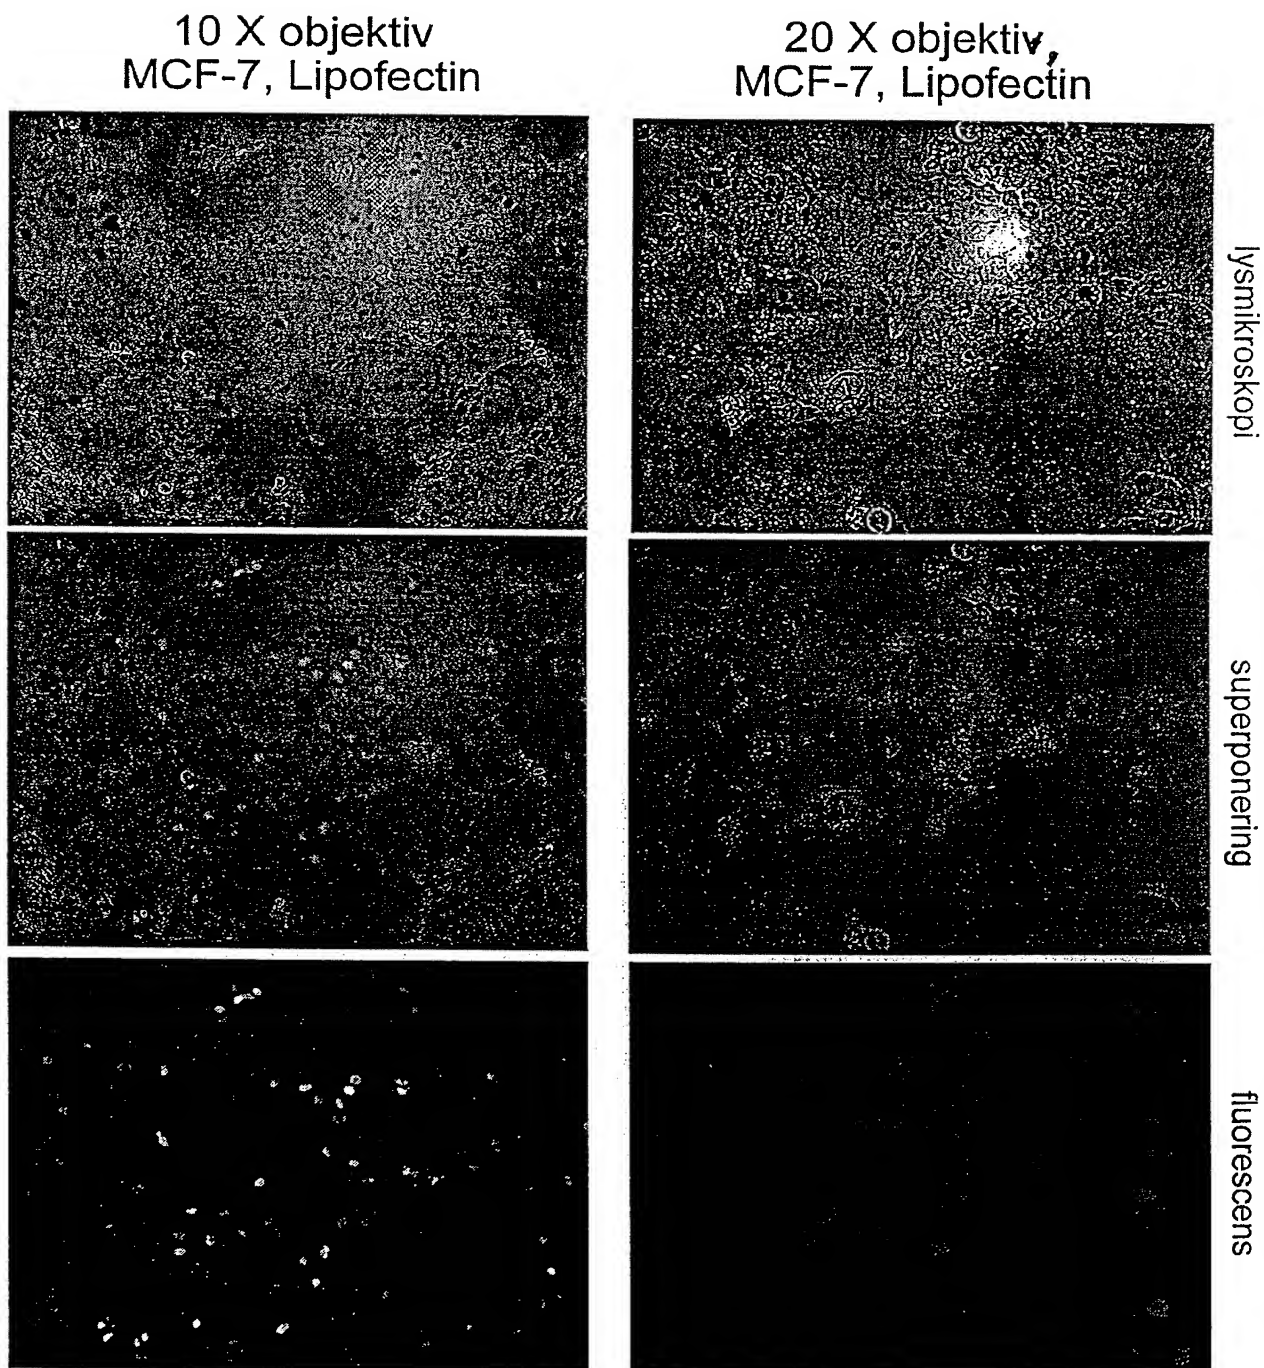 10 X objektiv
MCF-7, Lipofectin
20 X objektiv,
MCF-7, Lipofectin
lysmikroskopi
superponering
fluorescens